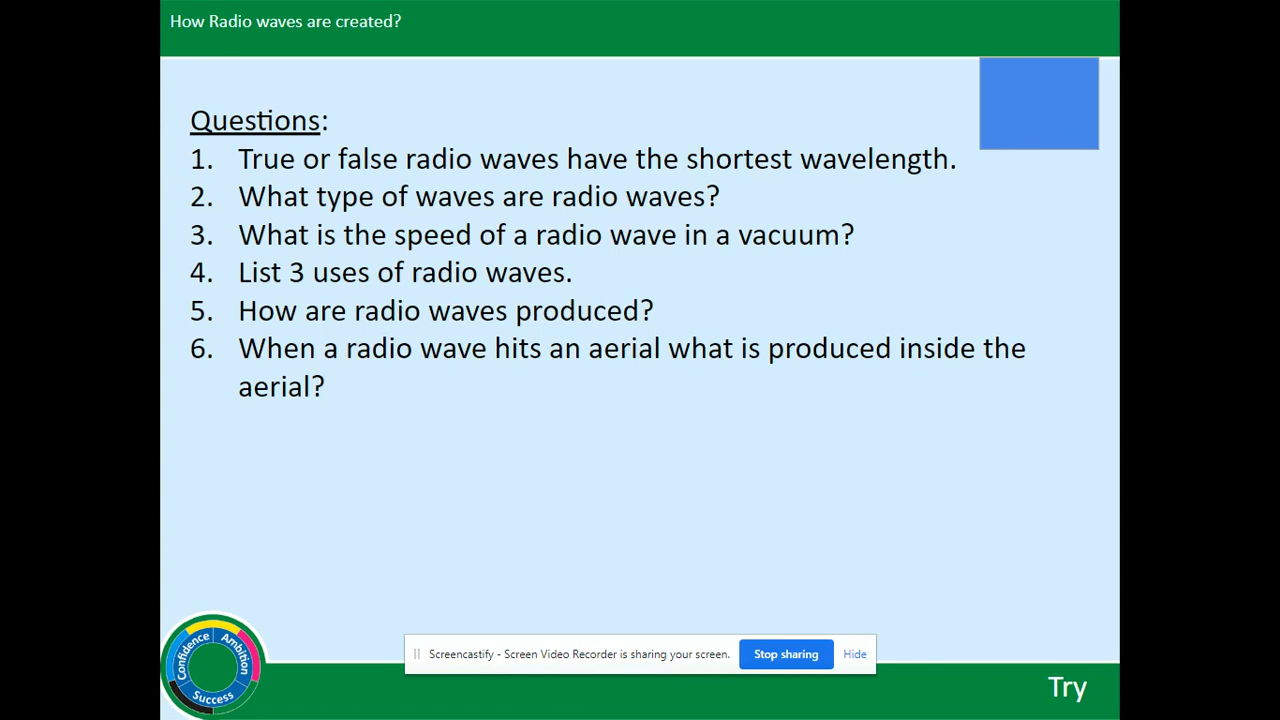 How Radio waves are created?
Questions:
1. True or false radio waves have the shortest wavelength.
2. What type of waves are radio waves?
3. What is the speed of a radio wave in a vacuum?
4. List 3 uses of radio waves.
5. How are radio waves produced?
6. When a radio wave hits an aerial what is produced inside the
aerial?
Confidence
Ambition
Success
Screencastify - Screen Video Recorder is sharing your screen.
Stop sharing
Hide
Try